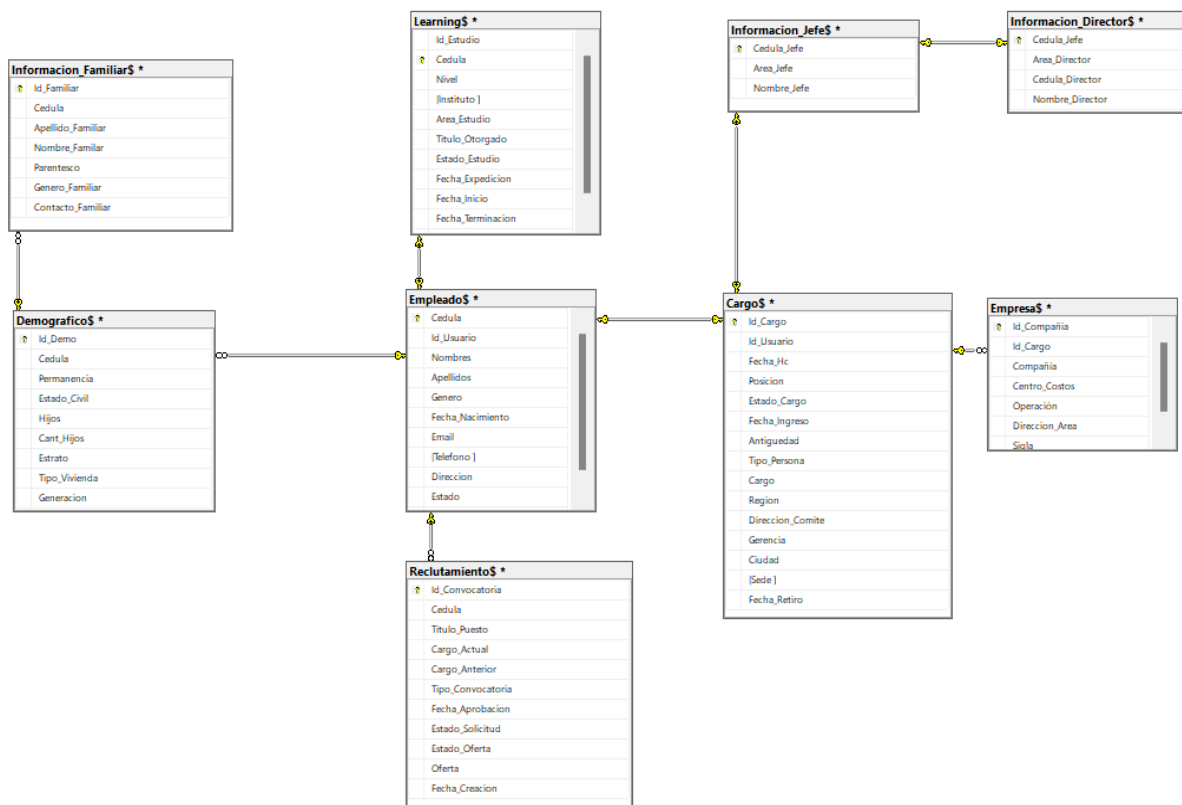 Learning$ *
Id_Estudio
Cedula
Nivel
[Instituto ]
Area_Estudio
Titulo_Otorgado
Estado_Estudio
Fecha_Expedicion
Fecha_Inicio
Fecha_Terminacion
Informacion_Jefe$ *
Cedula_Jefe
Area_Jefe
Nombre_Jefe
Informacion_Director$ *
Cedula_Jefe
Area_Director
Cedula_Director
Nombre_Director
Informacion_Familiar$ *
Id_Familiar
Cedula
Apellido_Familiar
Nombre_Familar
Parentesco
Genero_Familiar
Contacto_Familiar
Demografico$ *
Id_Demo
Cedula
Permanencia
Estado_Civil
Hijos
Cant_Hijos
Estrato
Tipo_Vivienda
Generacion
Empleado$ *
Cedula
Id_Usuario
Nombres
Apellidos
Genero
Fecha_Nacimiento
Email
[Telefono ]
Direccion
Estado
Cargo$ *
Id_Cargo
Id_Usuario
Fecha_Hc
Posicion
Estado_Cargo
Fecha_Ingreso
Antiguedad
Tipo_Persona
Cargo
Region
Direccion_Comite
Gerencia
Ciudad
[Sede ]
Fecha_Retiro
Empresa$ *
Id_Compañia
Id_Cargo
Compañia
Centro_Costos
Operación
Direccion_Area
Sigla
Reclutamiento$ *
Id_Convocatoria
Cedula
Titulo_Puesto
Cargo_Actual
Cargo_Anterior
Tipo_Convocatoria
Fecha_Aprobacion
Estado_Solicitud
Estado_Oferta
Oferta
Fecha_Creacion